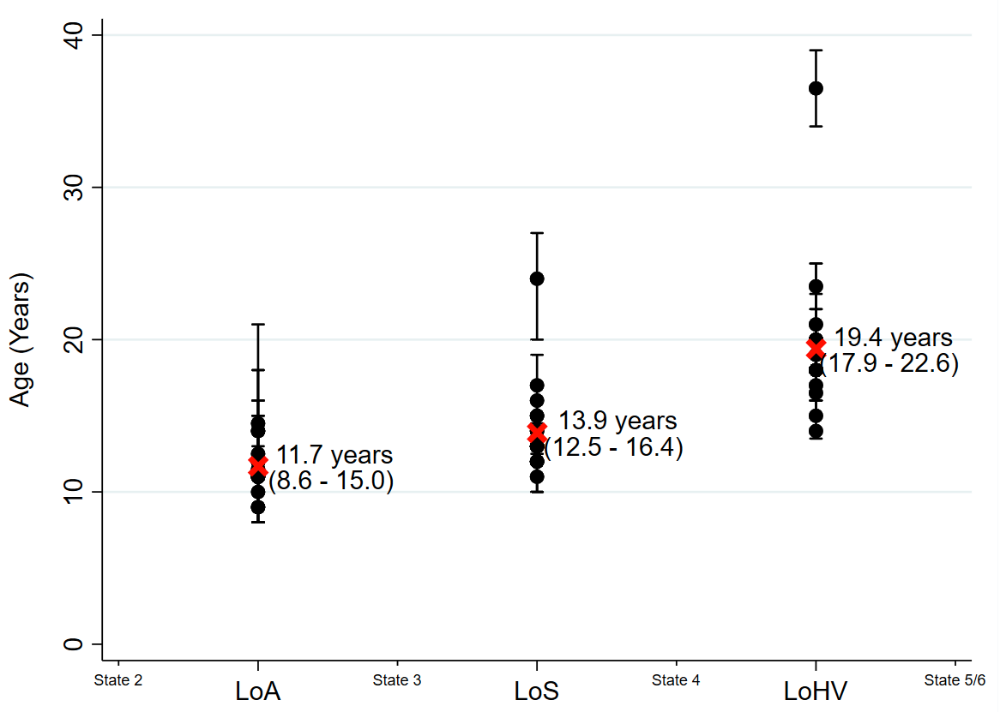 40
30
20
10
0
Age (Years)
19.4 years
(17.9 - 22.6)
13.9 years
(12.5 - 16.4)
11.7 years
(8.6 - 15.0)
State 2
LoA
State 3
LoS
State 4
LoHV
State 5/6